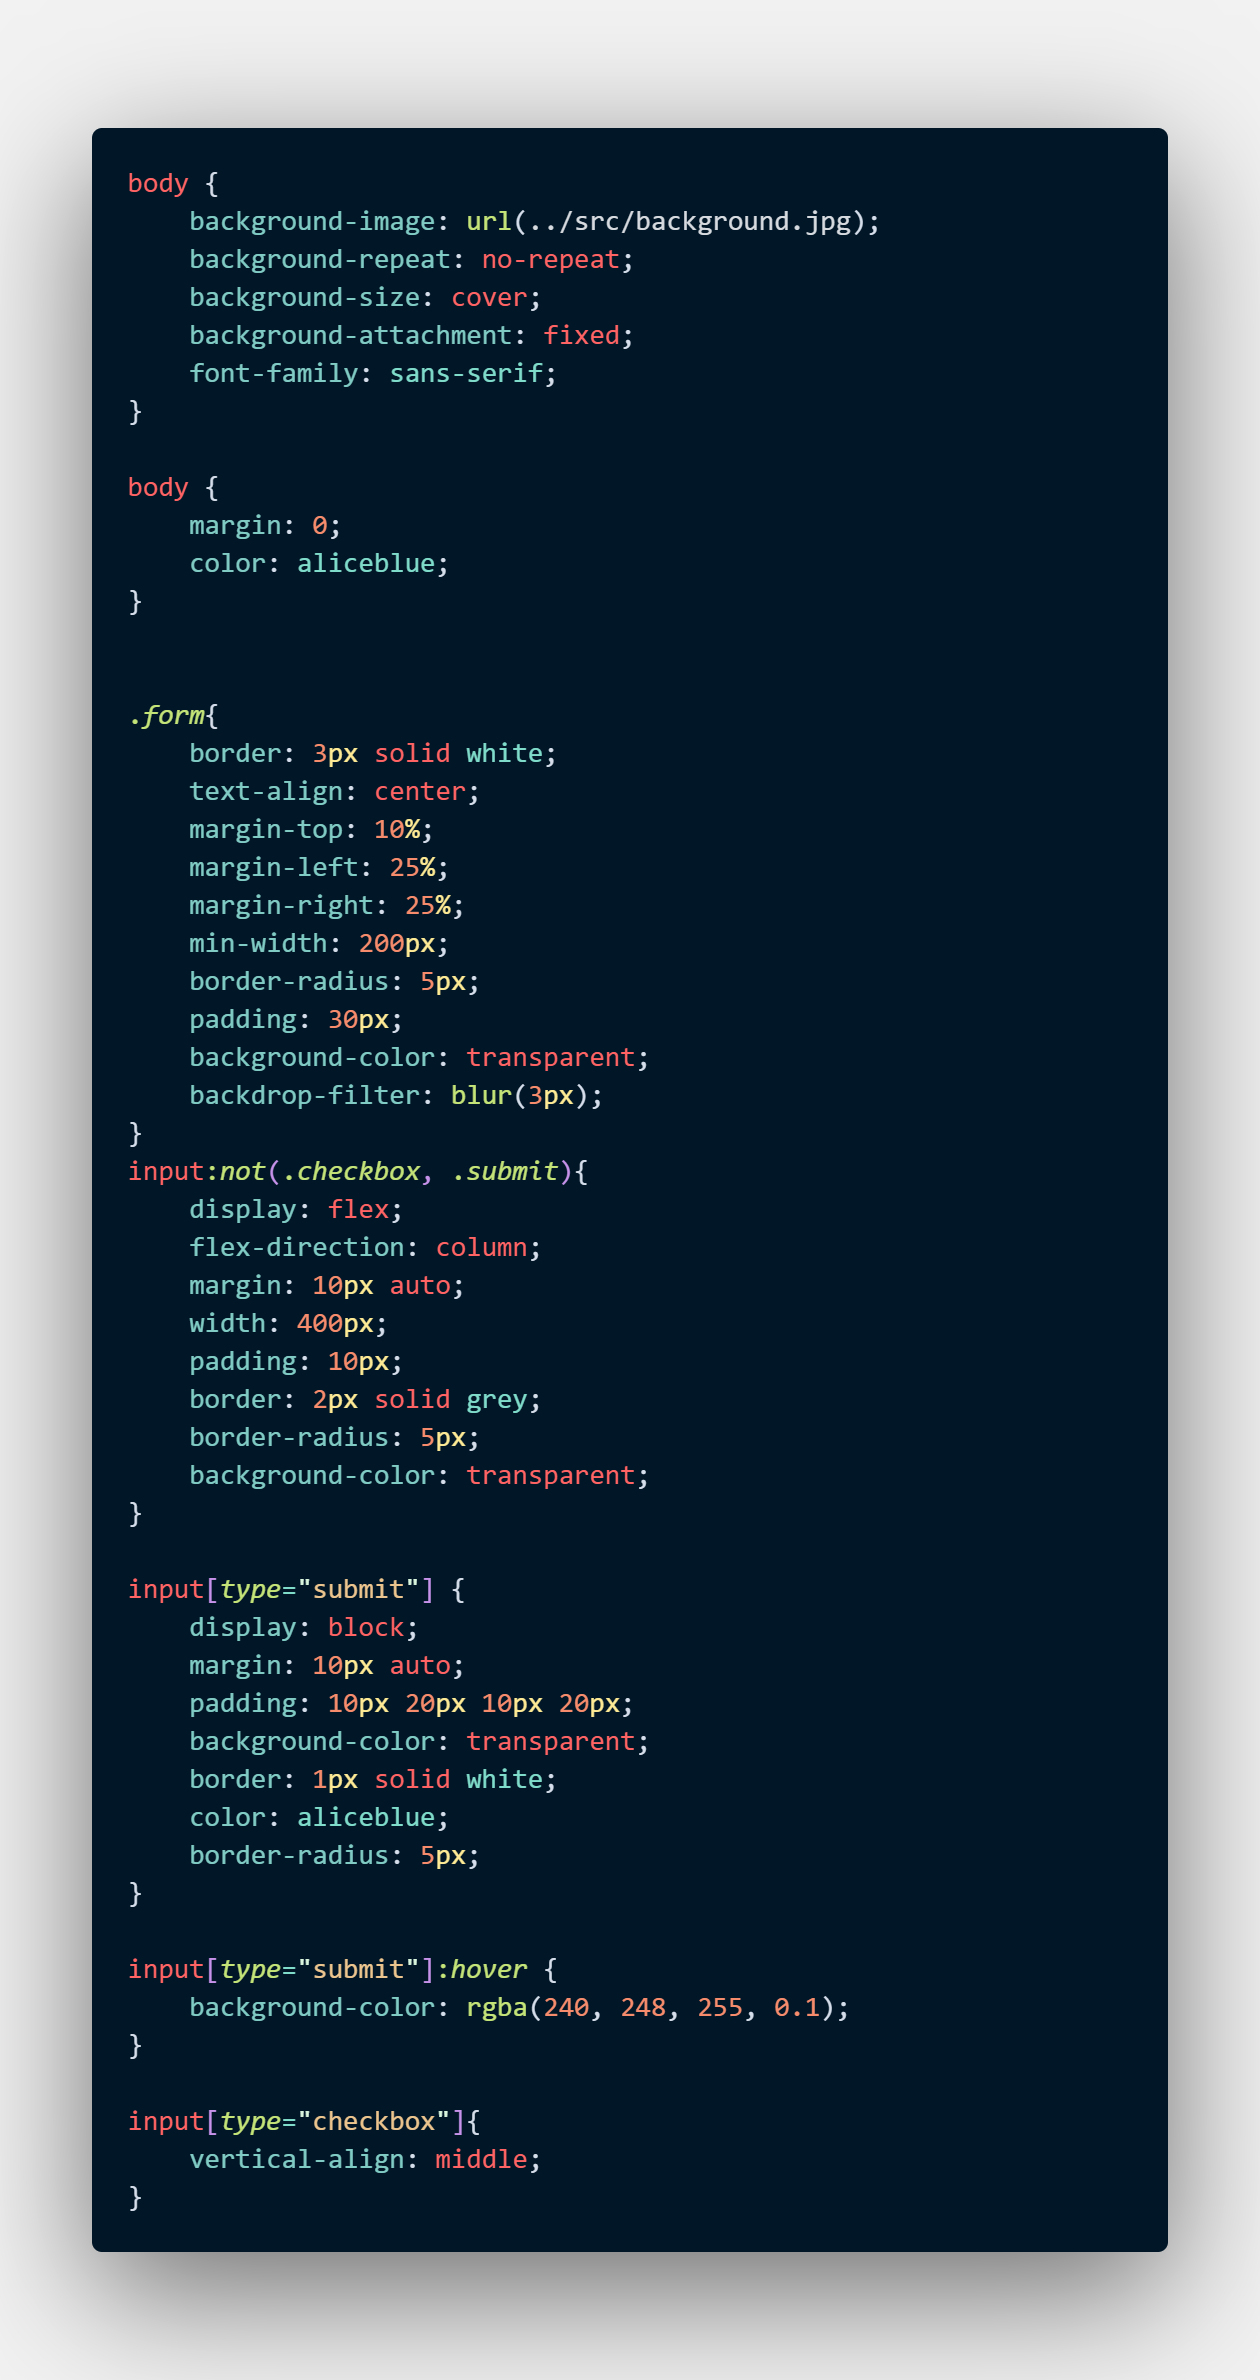 body {
    background-image: url(../src/background.jpg);
    background-repeat: no-repeat;
    background-size: cover;
    background-attachment: fixed;
    font-family: sans-serif;
}

body {
    margin: 0;
    color: aliceblue;
}


.form{
    border: 3px solid white;
    text-align: center;
    margin-top: 10%;
    margin-left: 25%;
    margin-right: 25%;
    min-width: 200px;
    border-radius: 5px;
    padding: 30px;
    background-color: transparent;
    backdrop-filter: blur(3px);
}
input:not(.checkbox, .submit){
    display: flex;
    flex-direction: column;
    margin: 10px auto;
    width: 400px;
    padding: 10px;
    border: 2px solid grey;
    border-radius: 5px;
    background-color: transparent;
}

input[type="submit"] {
    display: block;
    margin: 10px auto;
    padding: 10px 20px 10px 20px;
    background-color: transparent;
    border: 1px solid white;
    color: aliceblue;
    border-radius: 5px;
}

input[type="submit"]:hover {
    background-color: rgba(240, 248, 255, 0.1);
}

input[type="checkbox"]{
    vertical-align: middle;
}